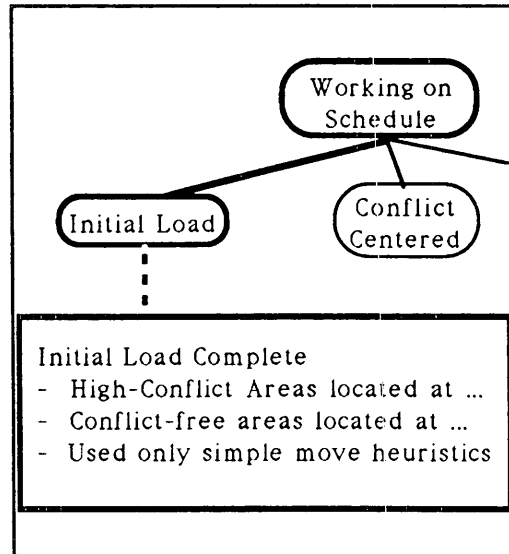 Working on
Schedule
Initial Load
Conflict
Centered
Initial Load Complete
- High-Conflict Areas located at ...
- Conflict-free areas located at ...
- Used only simple move heuristics